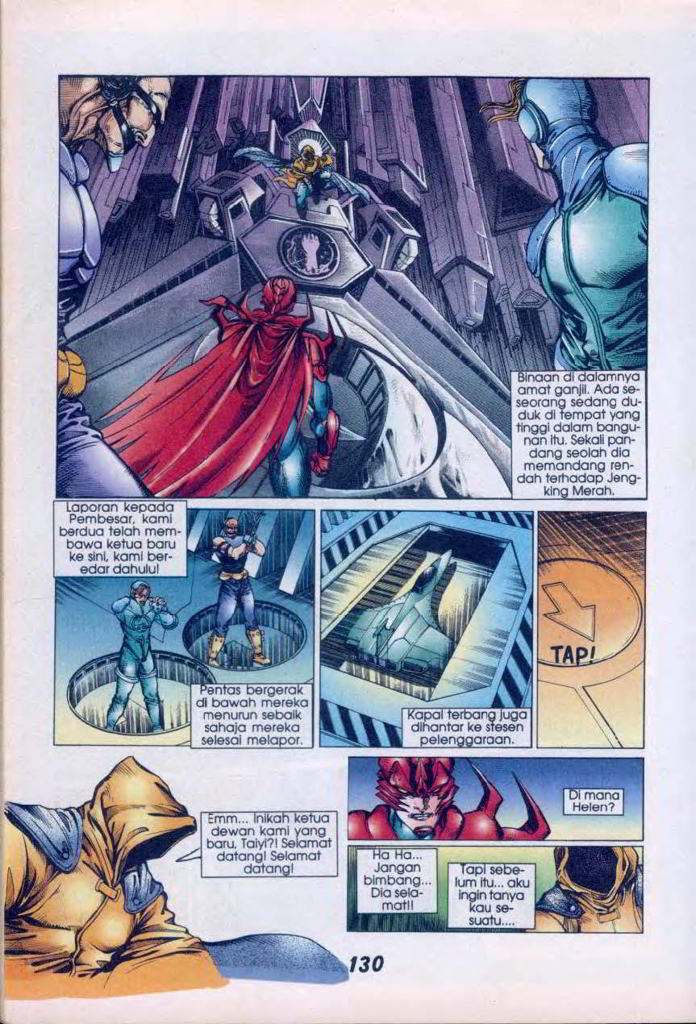 Binaan di dalamnya
amat ganjil. Ada se-
seorang sedang du-
duk di tempat yang
tinggi dalam bangu-
nan itu. Sekali pan-
dang seolah dia
memandang ren-
dah terhadap Jeng-
king Merah.
Laporan kepada
Pembesar, kami
berdua telah mem-
bawa ketua baru
ke sini, kami ber-
edar dahulu!
Pentas bergerak
di bawah mereka
menurun sebaik
sahaja mereka
selesai melapor.
Kapal terbang juga
dihantar ke stesen
pelenggaraan.
TAP!
Emm... Inikah ketua
dewan kami yang
baru, Taiyi?! Selamat
datang! Selamat
datang!
Di mana
Helen?
Ha Ha...
Jangan
bimbang...
Dia sela-
mat!!
Tapi sebe-
lum itu... aku
ingin tanya
kau se-
suatu....
130